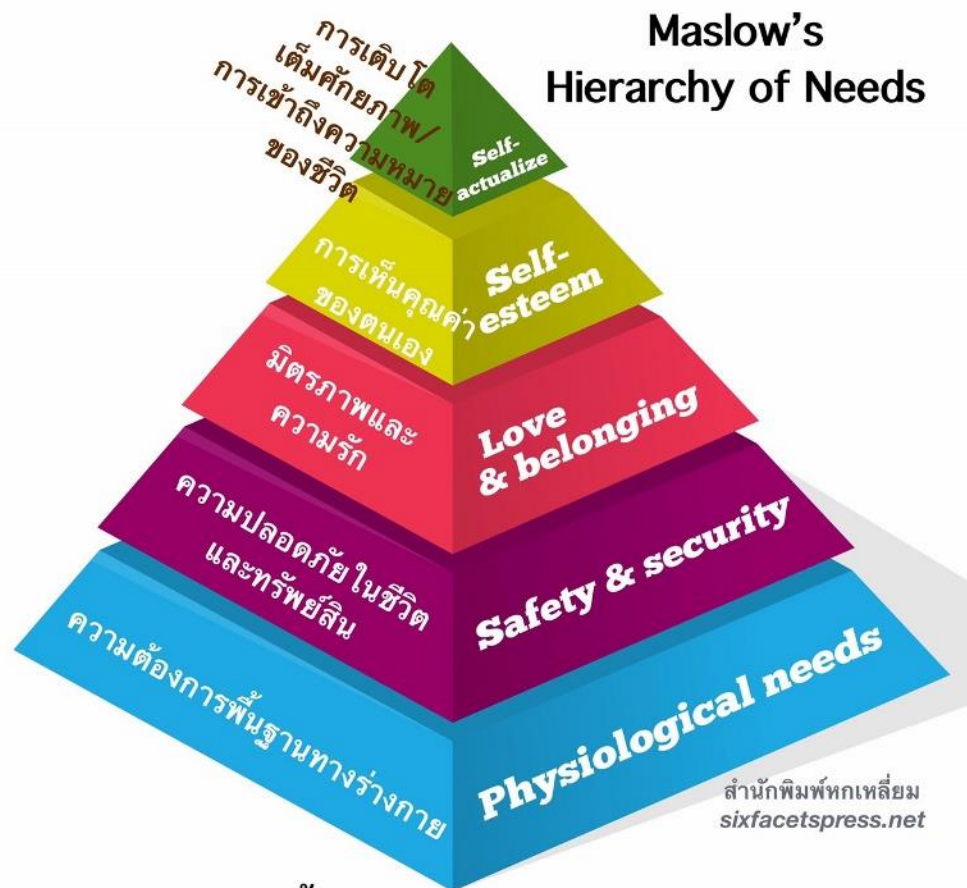 Maslow's
Hierarchy of Needs
การเติบโต
เต็มศักยภาพ/
การเข้าถึงความหมาย
ของชีวิต
Self-
actualize
การเห็นคุณค่า
ของตนเอง
Self-
esteem
มิตรภาพและ
ความรัก
Love
& belonging
ความปลอดภัยในชีวิต
และทรัพย์สิน
Safety & security
ความต้องการพื้นฐานทางร่างกาย
Physiological needs
สำนักพิมพ์หกเหลี่ยม
sixfacetspress.net